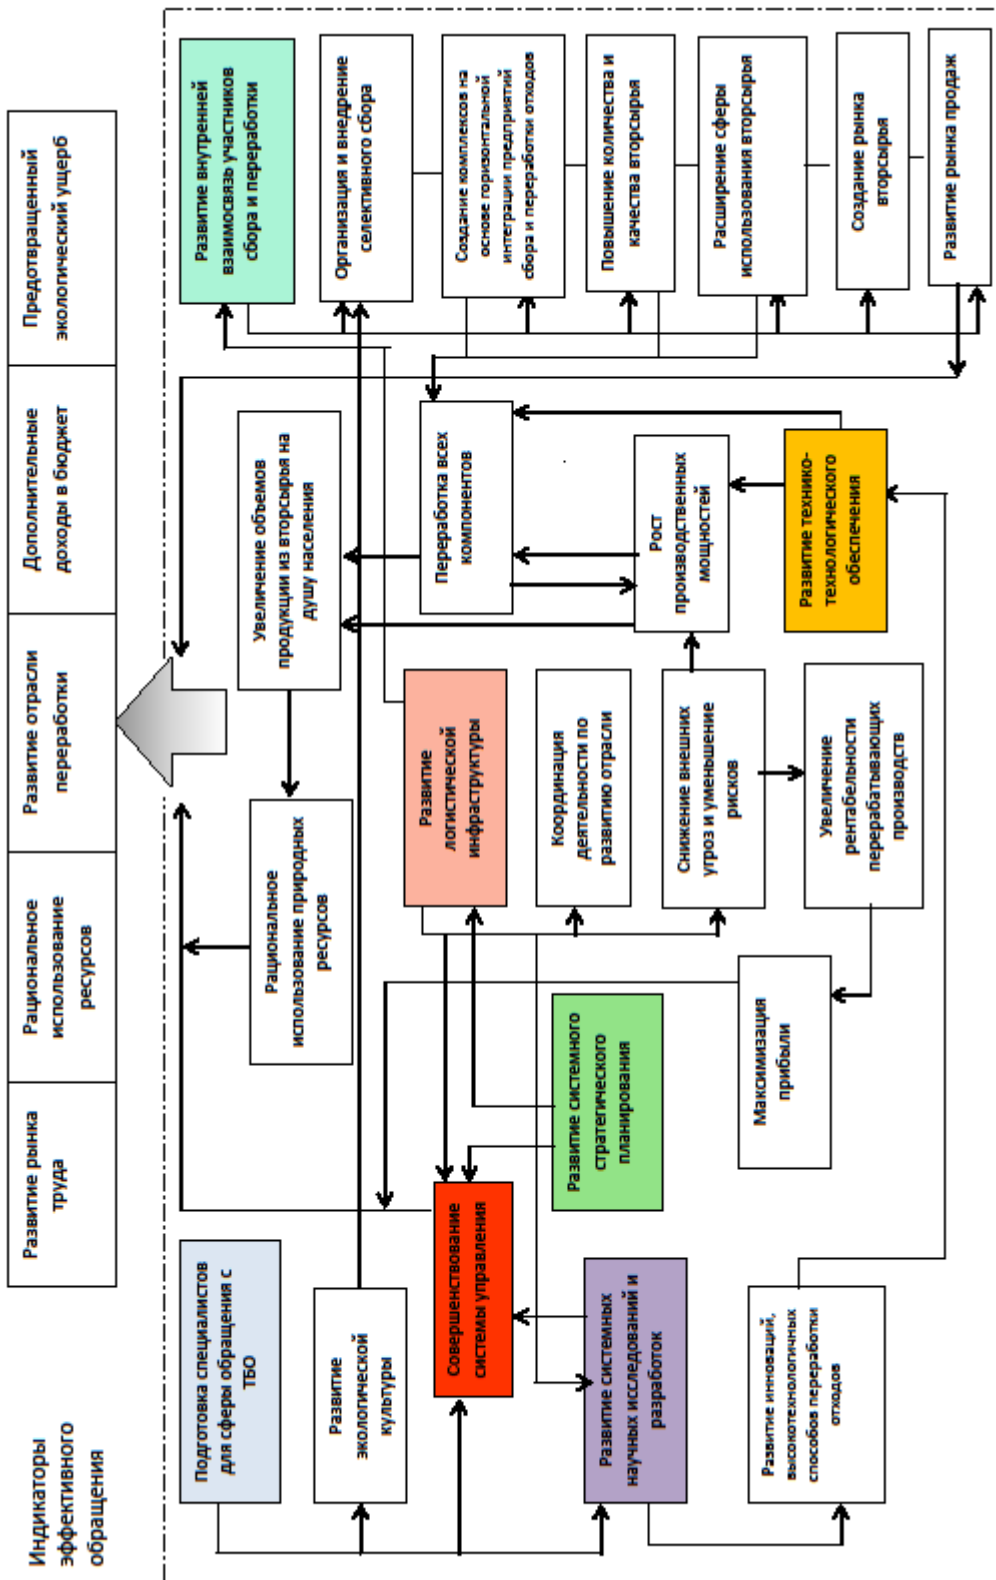 Индикаторы
эффективного
обращения
Развитие рынка
труда
Рациональное
использование
ресурсов
Развитие отрасли
переработки
Дополнительные
доходы в бюджет
Предотвращенный
экологический ущерб
Подготовка специалистов
для сферы обращения с
ТБО
Рациональное
использование природных
ресурсов
Увеличение объемов
продукции из вторсырья на
душу населения
Развитие внутренней
взаимосвязь участников
сбора и переработки
Развитие
экологической
культуры
Организация и внедрение
селективного сбора
Совершенствование
системы управления
Развитие
логистической
инфраструктуры
Переработка всех
компонентов
Создание комплексов на
основе горизонтальной
интеграции предприятий
сбора и переработки отходов
Развитие системных
научных исследований и
разработок
Развитие системного
стратегического
планирования
Координация
деятельности по
развитию отрасли
Рост
производственных
мощностей
Повышение количества и
качества вторсырья
Снижение внешних
угроз и уменьшение
рисков
Расширение сферы
использования вторсырья
Развитие инноваций,
высокотехнологичных
способов переработки
отходов
Максимизация
прибыли
Увеличение
рентабельности
перерабатывающих
производств
Развитие технико-
технологического
обеспечения
Создание рынка
вторсырья
Развитие рынка продаж